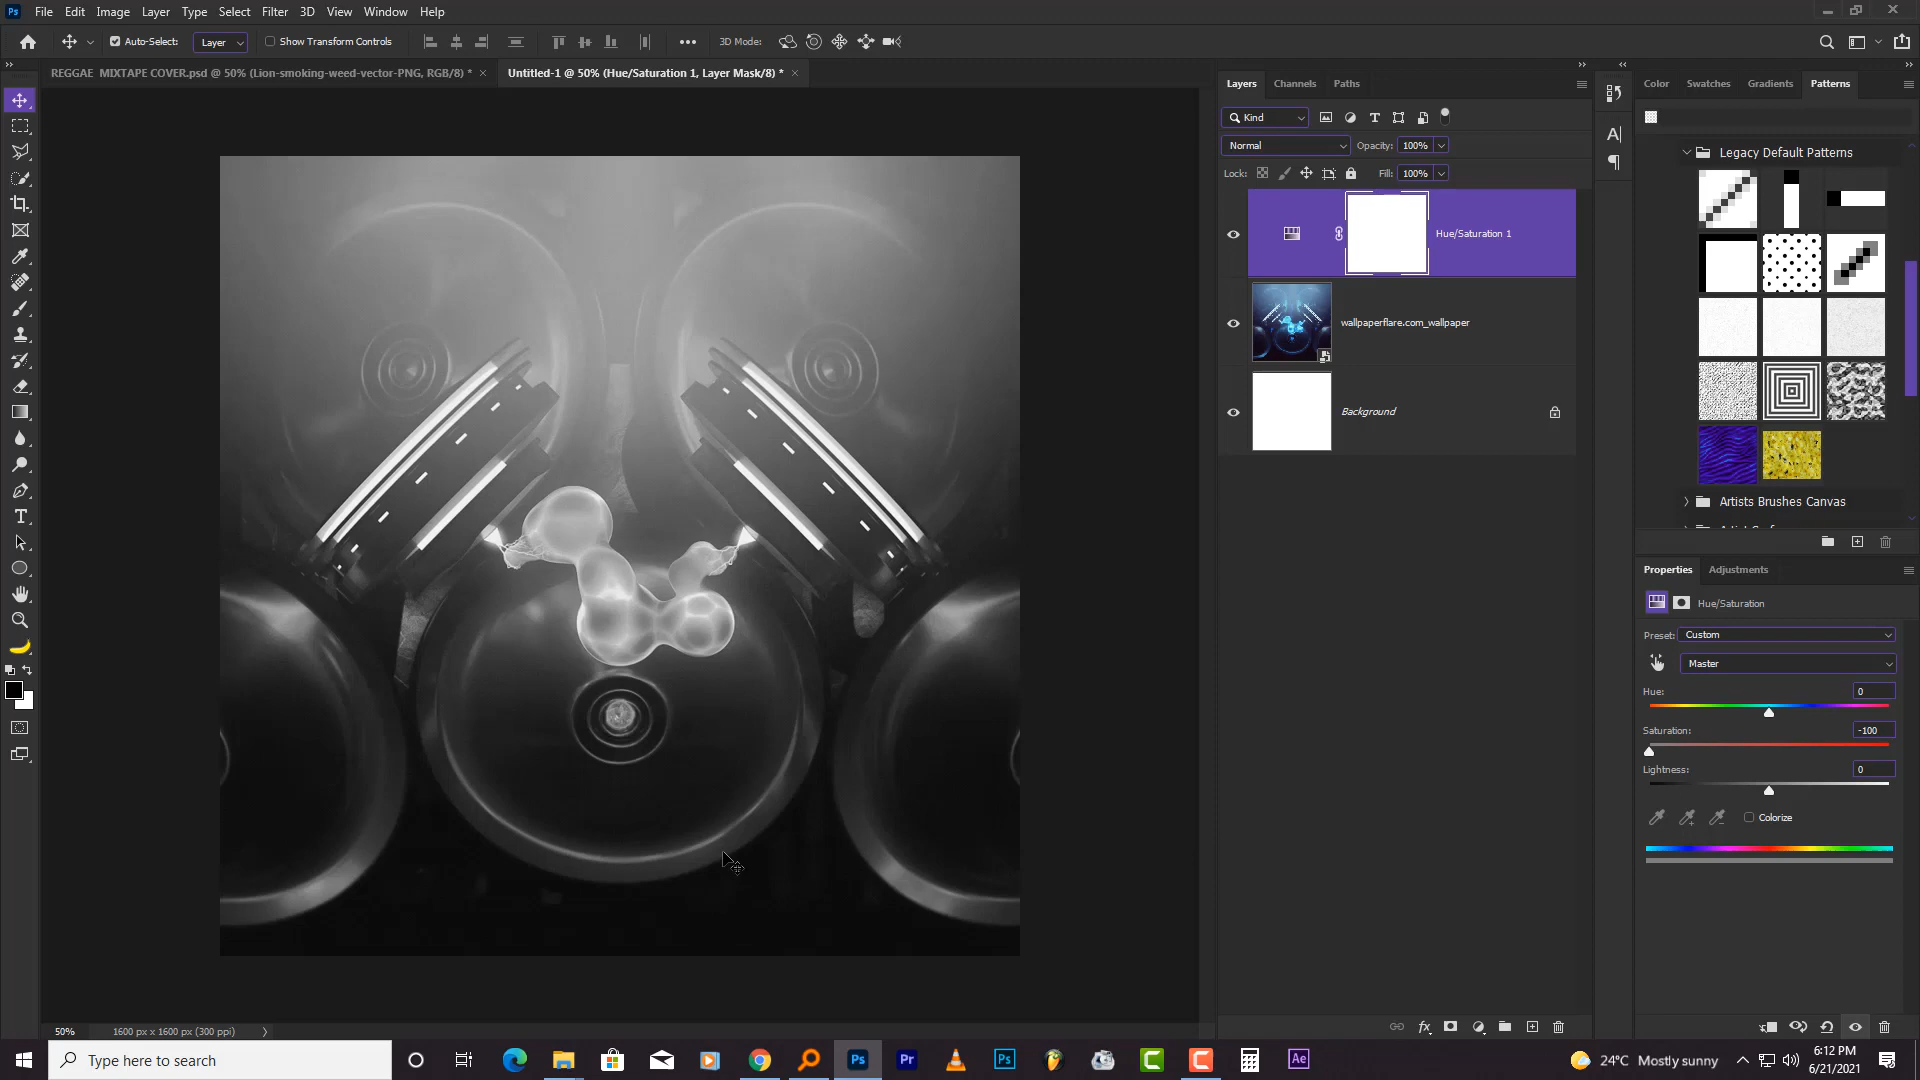 Ps File Edit Image Layer Type Select Filter 3D View Window Help
Auto-Select: Layer Show Transform Controls 3D Mode:
REGGAE MIXTAPE COVER.psd @ 50% (Lion-smoking-weed-vector-PNG, RGB/8) * Untitled-1 @ 50% (Hue/Saturation 1, Layer Mask/8) *
Layers Channels Paths
Color Swatches Gradients Patterns
Kind
Normal Opacity: 100%
Lock: Fill: 100%
Legacy Default Patterns
Hue/Saturation 1
wallpaperflare.com_wallpaper
Background
Artists Brushes Canvas
Properties Adjustments
Hue/Saturation
Preset: Custom
Master
Hue: 0
Saturation: -100
Lightness: 0
Colorize
50% 1600 px x 1600 px (300 ppi)
Type here to search
Ps Pr Ps Ae
24°C Mostly sunny
6:12 PM
6/21/2021